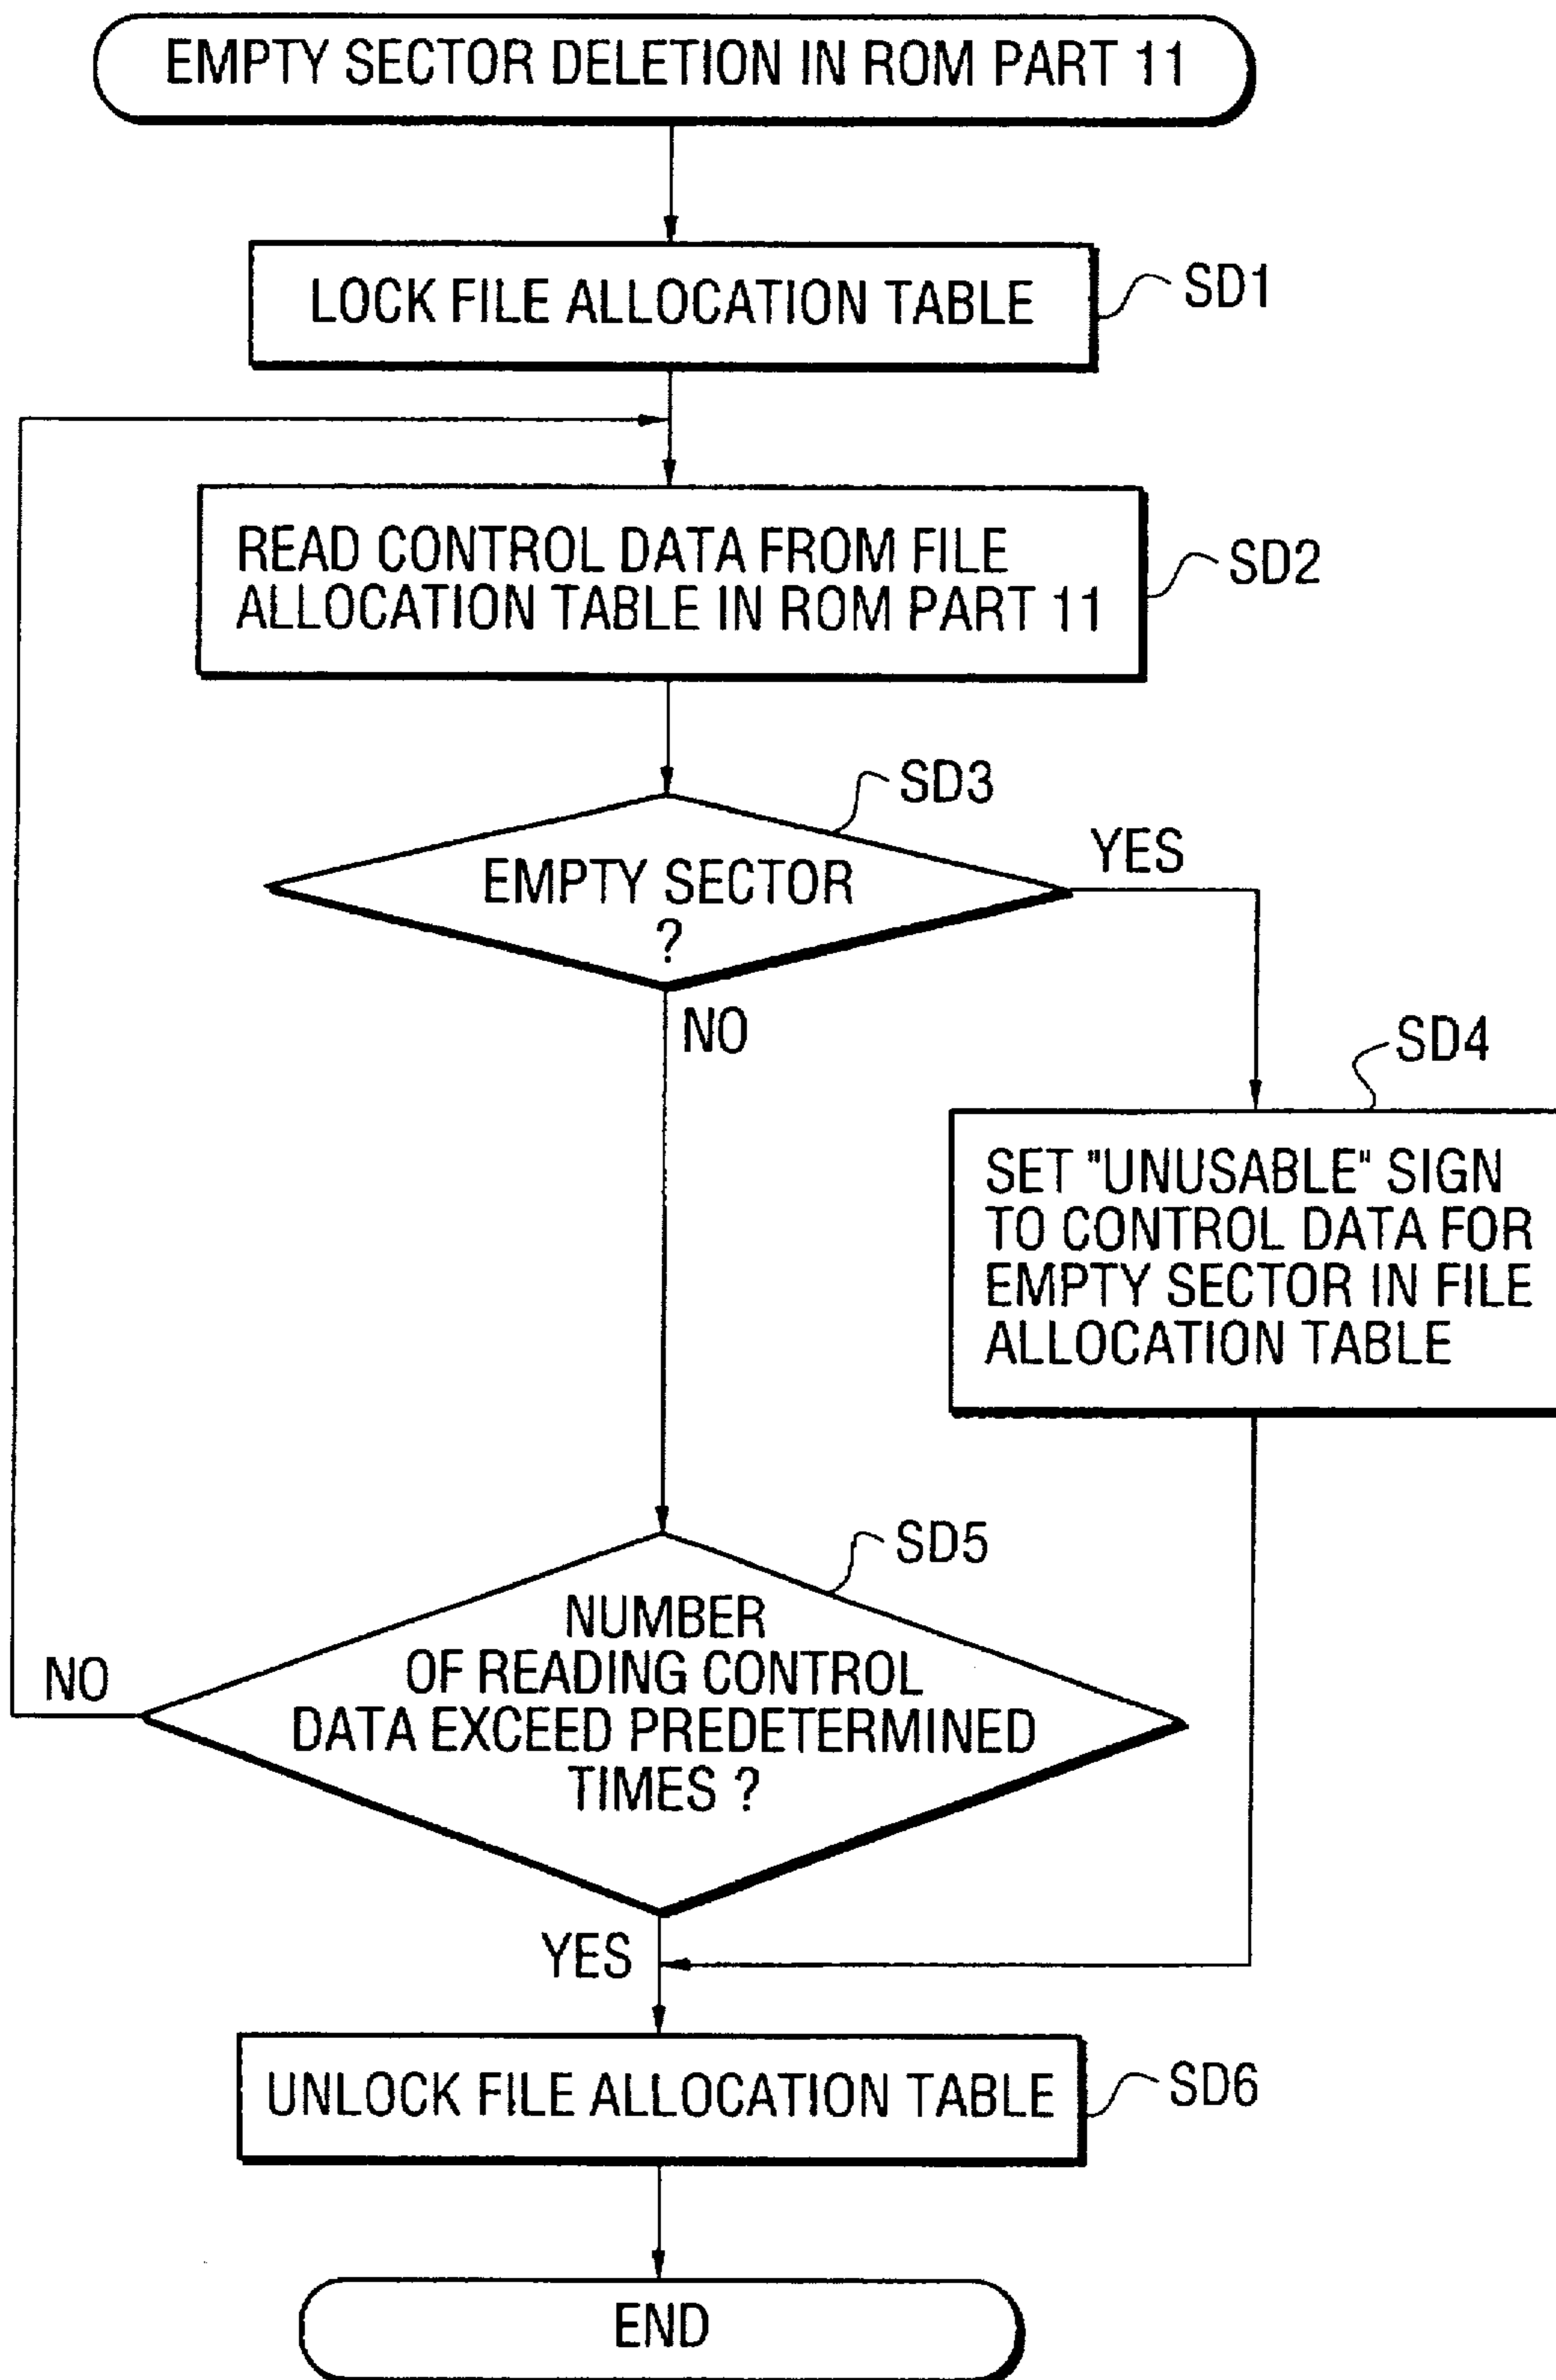 EMPTY SECTOR DELETION IN ROM PART 11
LOCK FILE ALLOCATION TABLE
SD1
READ CONTROL DATA FROM FILE
ALLOCATION TABLE IN ROM PART 11
SD2
SD3
EMPTY SECTOR
?
YES
NO
SD4
SET "UNUSABLE" SIGN
TO CONTROL DATA FOR
EMPTY SECTOR IN FILE
ALLOCATION TABLE
SD5
NUMBER
OF READING CONTROL
DATA EXCEED PREDETERMINED
TIMES ?
NO
YES
UNLOCK FILE ALLOCATION TABLE
SD6
END